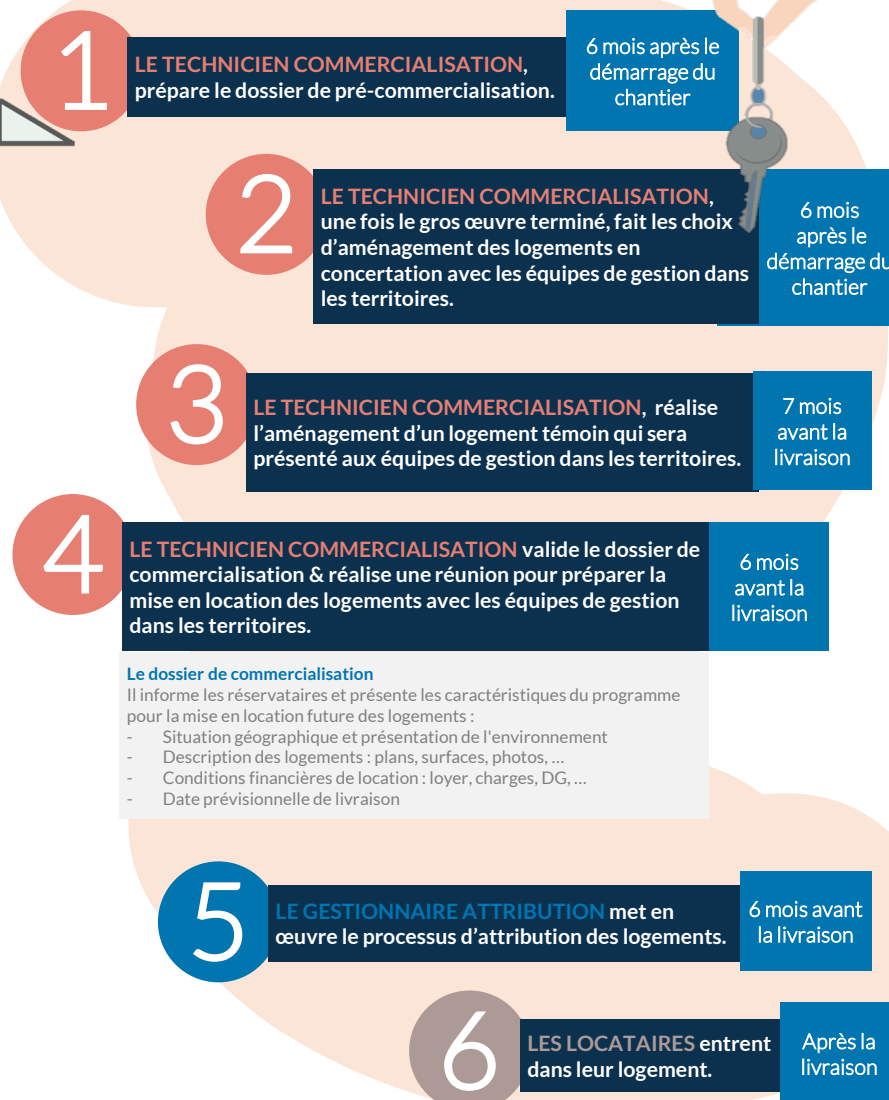 1
LE TECHNICIEN COMMERCIALISATION,
prépare le dossier de pré-commercialisation.
6 mois après le
démarrage du
chantier
2
LE TECHNICIEN COMMERCIALISATION,
une fois le gros œuvre terminé, fait les choix
d’aménagement des logements en
concertation avec les équipes de gestion dans
les territoires.
6 mois
après le
démarrage du
chantier
3
LE TECHNICIEN COMMERCIALISATION, réalise
l’aménagement d’un logement témoin qui sera
présenté aux équipes de gestion dans les territoires.
7 mois
avant la
livraison
4
LE TECHNICIEN COMMERCIALISATION valide le dossier de
commercialisation & réalise une réunion pour préparer la
mise en location des logements avec les équipes de gestion
dans les territoires.
6 mois
avant la
livraison
Le dossier de commercialisation
Il informe les réservataires et présente les caractéristiques du programme
pour la mise en location future des logements :
- Situation géographique et présentation de l'environnement
- Description des logements : plans, surfaces, photos, …
- Conditions financières de location : loyer, charges, DG, …
- Date prévisionnelle de livraison
5
LE GESTIONNAIRE ATTRIBUTION met en
œuvre le processus d’attribution des logements.
6 mois avant
la livraison
6
LES LOCATAIRES entrent
dans leur logement.
Après la
livraison